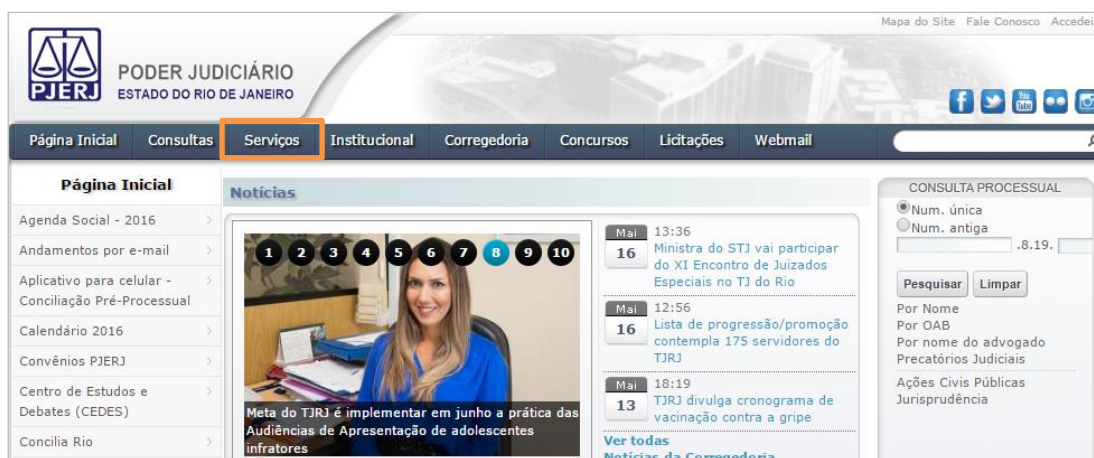 Mapa do Site Fale Conosco
PJERJ
PODER JUDICIÁRIO
ESTADO DO RIO DE JANEIRO
You
Tube
Página Inicial Consultas Serviços Institucional Corregedoria Concursos Licitações Webmail
Página Inicial
Agenda Social - 2016
Andamentos por e-mail
Aplicativo para celular -
Conciliação Pré-Processual
Calendário 2016
Convênios PJERJ
Centro de Estudos e
Debates (CEDES)
Concilia Rio
Notícias
1 2 3 4 5 6 7 8 9 10
Meta do TJRJ é implementar em junho a prática das
Audiências de Apresentação de adolescentes
infratores
Mai
16
13:36
Ministra do STJ vai participar
do XI Encontro de Juizados
Especiais no TJ do Rio
Mai
16
12:56
Lista de progressão/promoção
contempla 175 servidores do
TJRJ
Mai
13
18:19
TJRJ divulga cronograma de
vacinação contra a gripe
Ver todas
Notícias da Corregedoria
CONSULTA PROCESSUAL
Num. única
Num. antiga
.8.19.
Pesquisar Limpar
Por Nome
Por OAB
Por nome do advogado
Precatórios Judiciais
Ações Civis Públicas
Jurisprudência